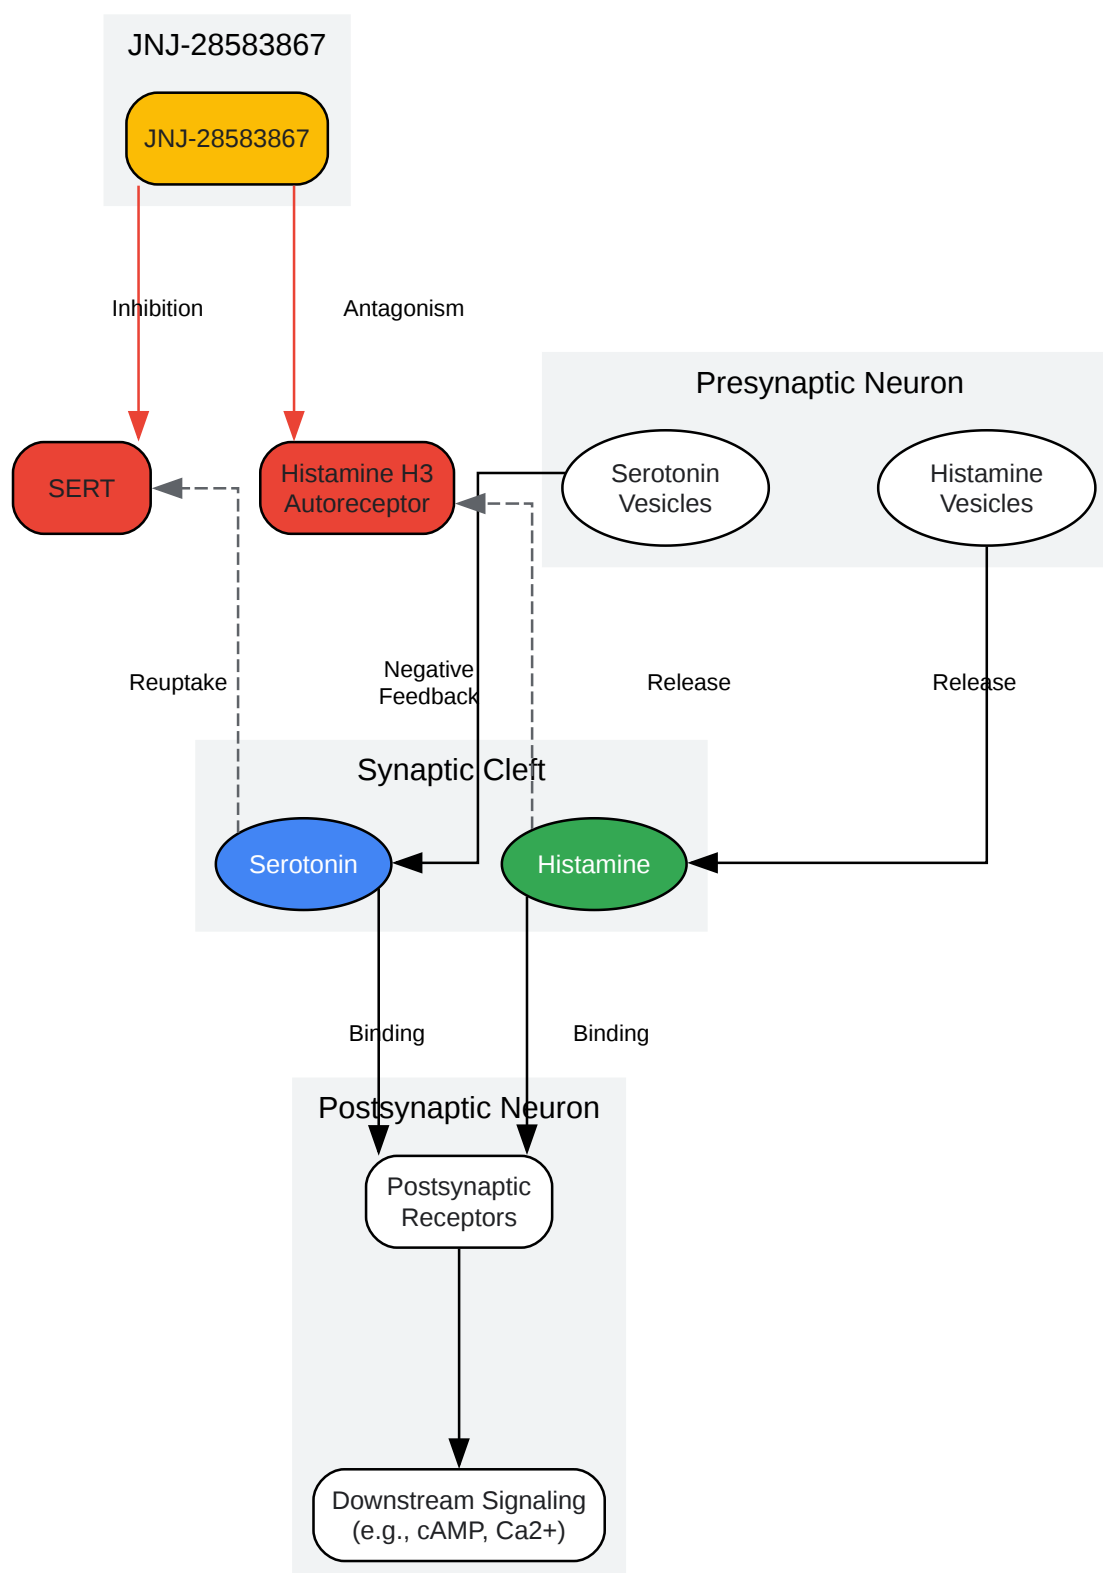 JNJ-28583867
JNJ-28583867
Inhibition
Antagonism
Presynaptic Neuron
SERT
Histamine H3
Autoreceptor
Serotonin
Vesicles
Histamine
Vesicles
Reuptake
Negative
Feedback
Release
Release
Synaptic Cleft
Serotonin
Histamine
Binding
Binding
Postsynaptic Neuron
Postsynaptic
Receptors
Downstream Signaling
(e.g., cAMP, Ca2+)